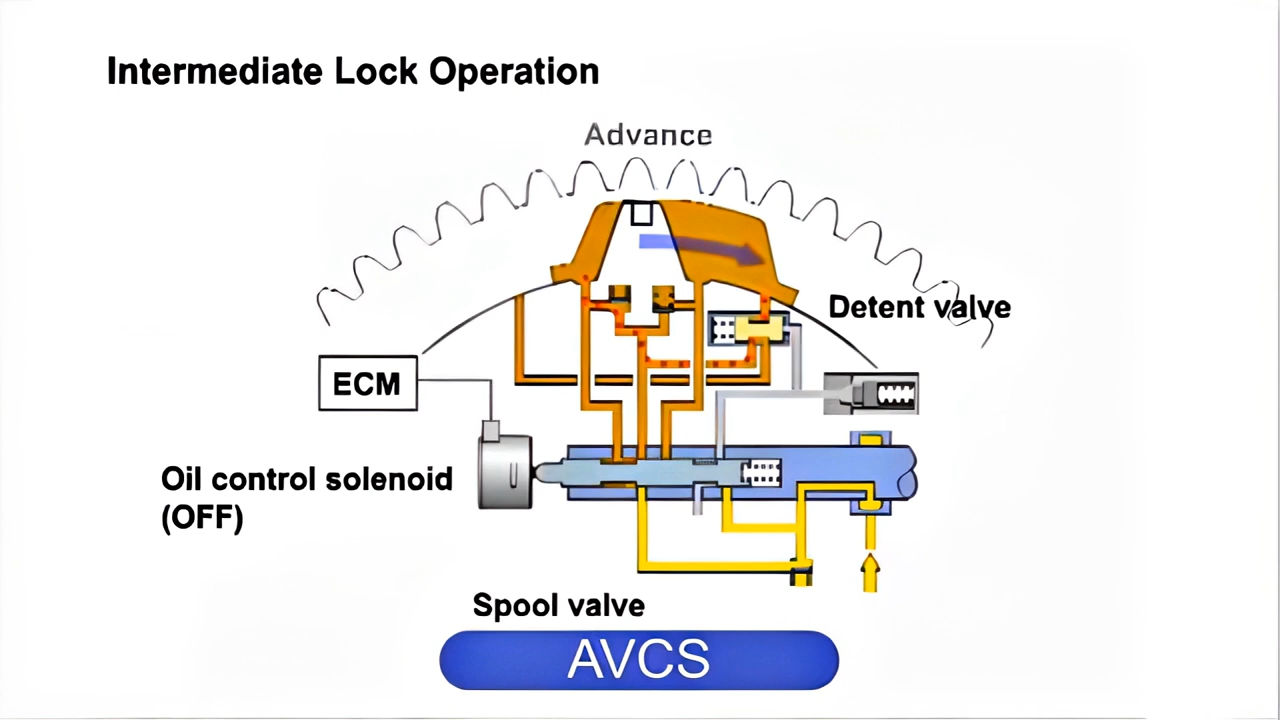 Intermediate Lock Operation
Advance
Detent valve
ECM
Oil control solenoid
(OFF)
Spool valve
AVCS